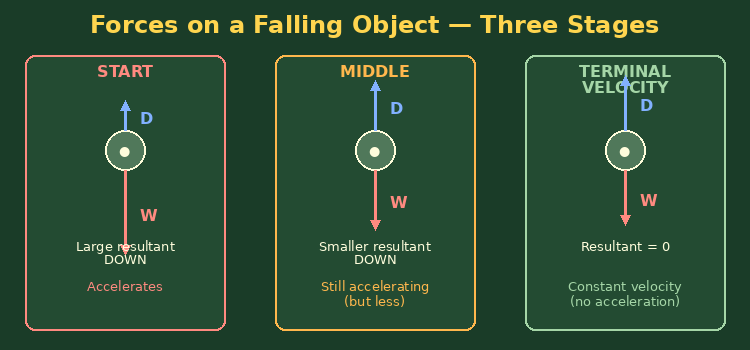 Forces on a Falling Object — Three Stages
START
D
W
Large resultant
DOWN
Accelerates
MIDDLE
D
W
Smaller resultant
DOWN
Still accelerating
(but less)
TERMINAL
VELOCITY
D
W
Resultant = 0
Constant velocity
(no acceleration)